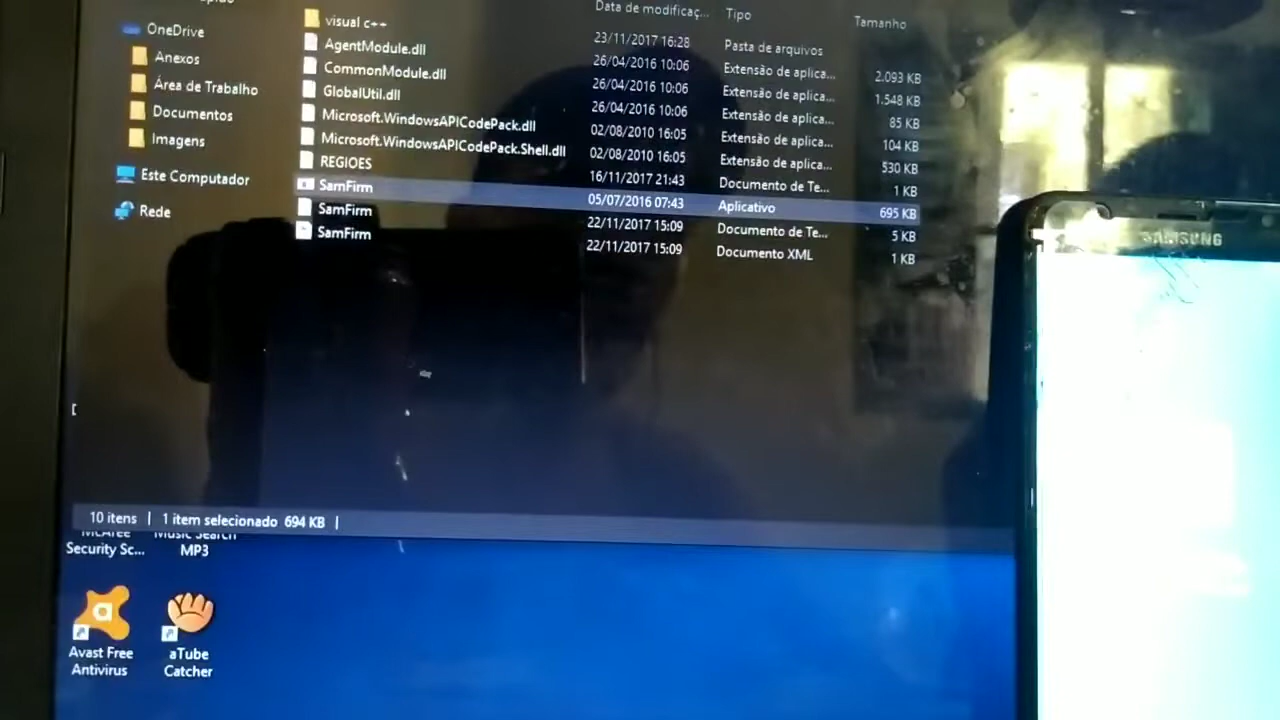 Data de modificaç... Tipo Tamanho
OneDrive
Anexos
Área de Trabalho
Documentos
Imagens
Este Computador
Rede
visual c++ 23/11/2017 16:28 Pasta de arquivos
AgentModule.dll 26/04/2016 10:06 Extensão de aplica... 2.093 KB
CommonModule.dll 26/04/2016 10:06 Extensão de aplica... 1.548 KB
GlobalUtil.dll 26/04/2016 10:06 Extensão de aplica... 85 KB
Microsoft.WindowsAPICodePack.dll 02/08/2010 16:05 Extensão de aplica... 104 KB
Microsoft.WindowsAPICodePack.Shell.dll 02/08/2010 16:05 Extensão de aplica... 530 KB
REGIOES 16/11/2017 21:43 Documento de Te... 1 KB
SamFirm 05/07/2016 07:43 Aplicativo 695 KB
SamFirm 22/11/2017 15:09 Documento de Te... 5 KB
SamFirm 22/11/2017 15:09 Documento XML 1 KB
SAMSUNG
10 itens | 1 item selecionado 694 KB |
McAfee
Security Sc...
Music Search
MP3
Avast Free
Antivirus
aTube
Catcher